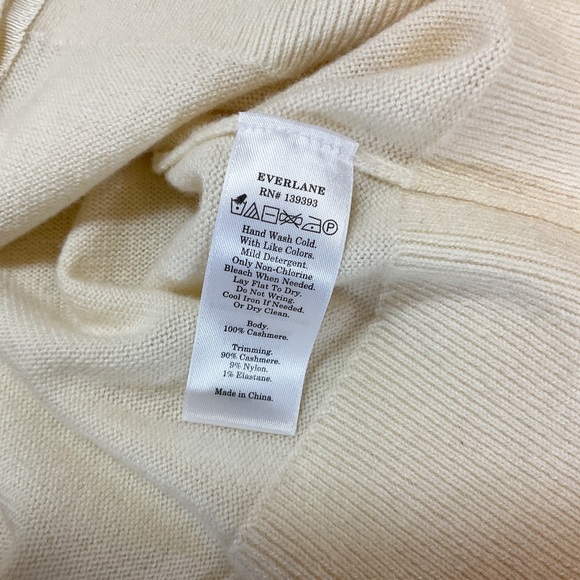 EVERLANE
RN# 139393
P
Hand Wash Cold.
With Like Colors.
Mild Detergent.
Only Non-Chlorine
Bleach When Needed.
Lay Flat To Dry.
Do Not Wring.
Cool Iron If Needed.
Or Dry Clean.
Body.
100% Cashmere.
Trimming.
90% Cashmere.
9% Nylon.
1% Elastane.
Made in China.